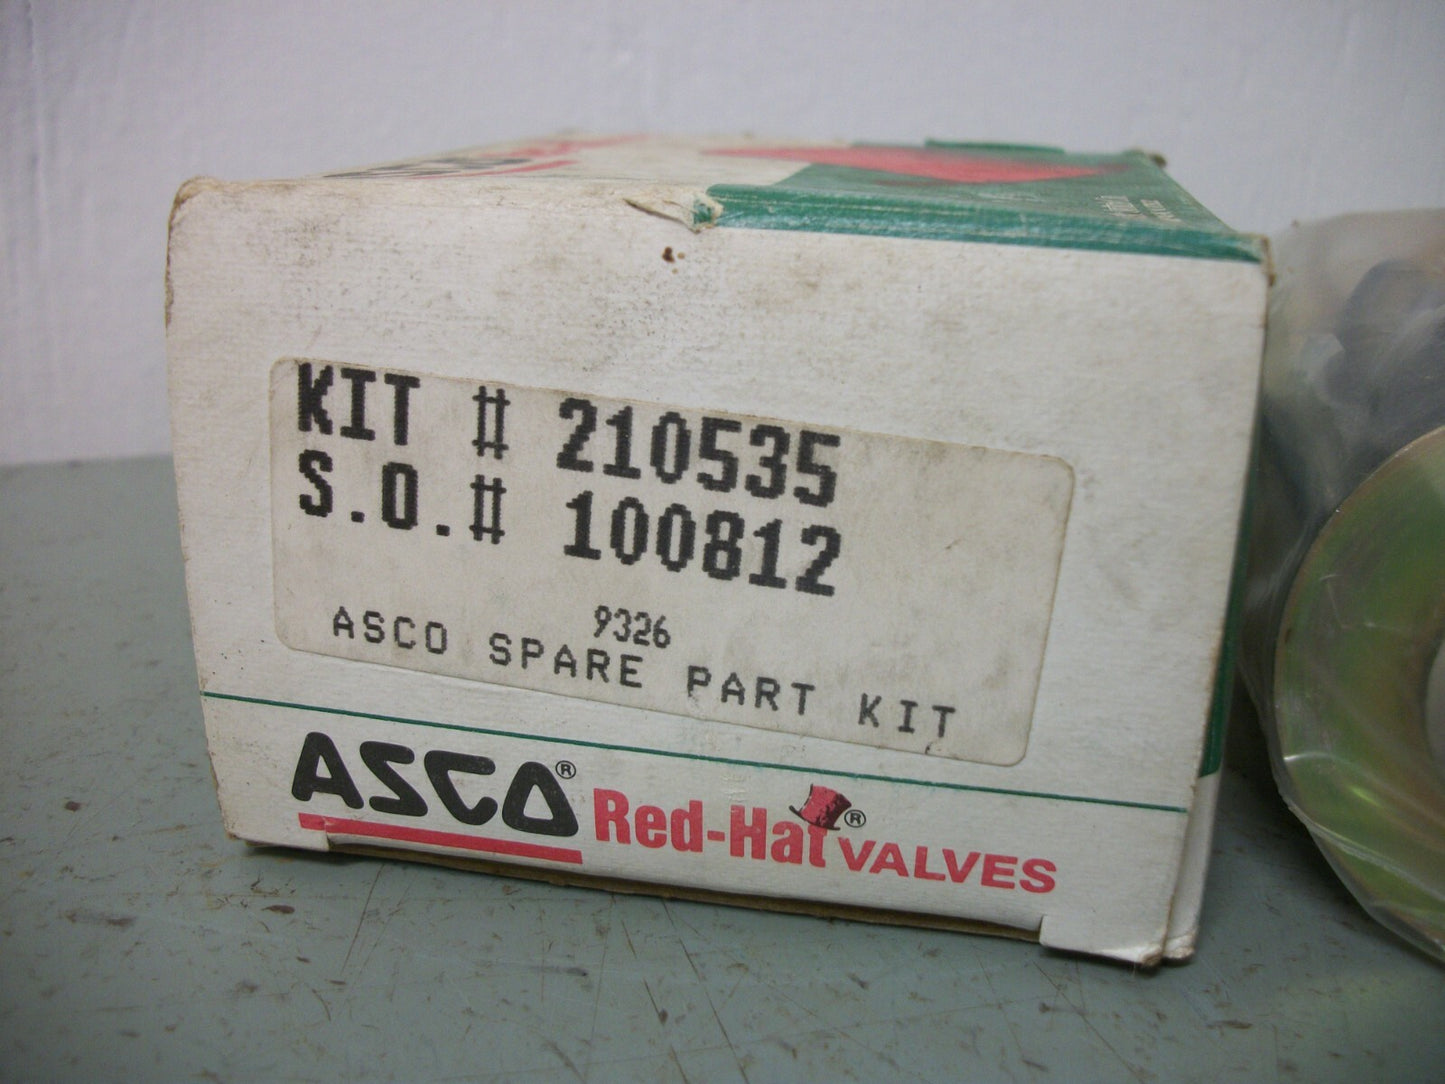 KIT # 210535
S.O.# 100812
9326
ASCO SPARE PART KIT
ASCO® Red-Hat® VALVES